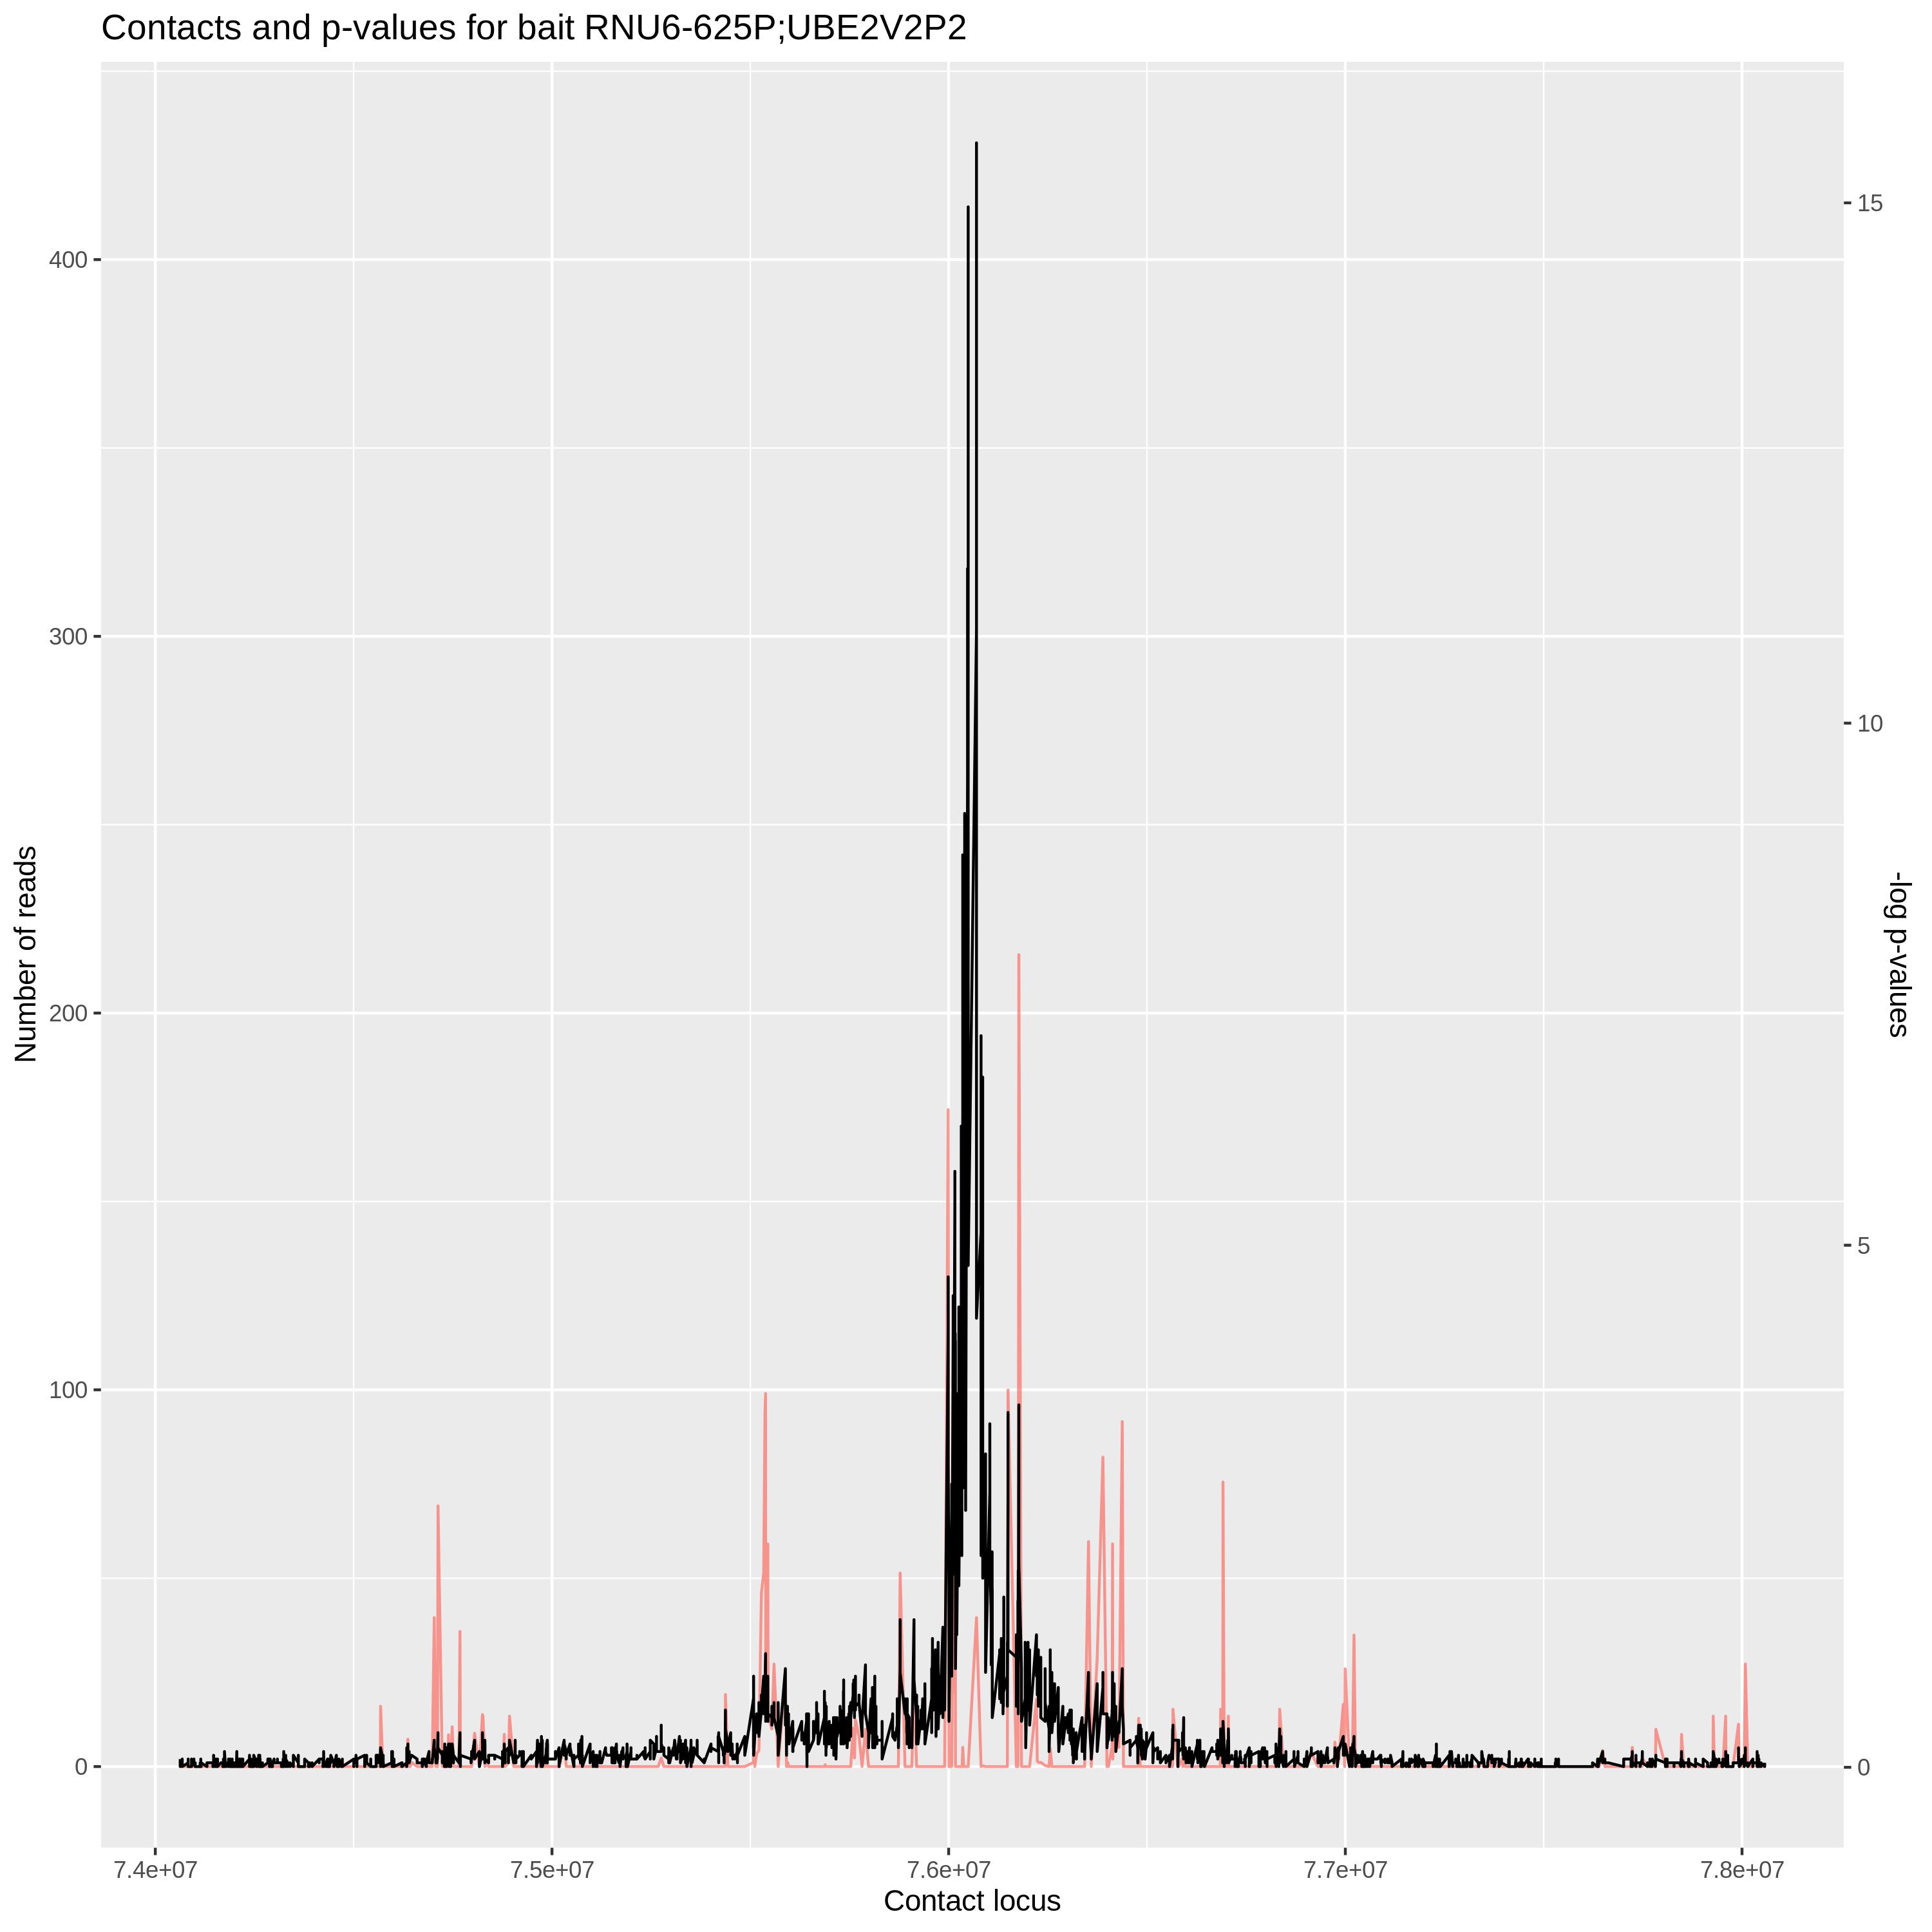 Contacts and p-values for bait RNU6-625P;UBE2V2P2
400
300
200
100
0
Number of reads
15
10
5
0
-log p-values
7.4e+07 7.5e+07 7.6e+07 7.7e+07 7.8e+07
Contact locus